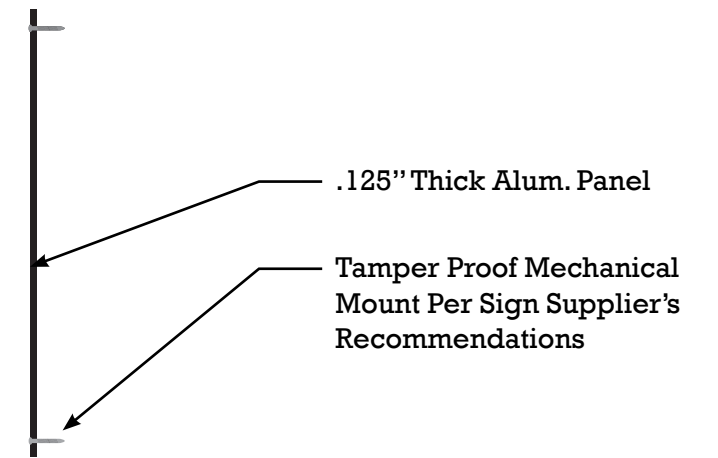 .125” Thick Alum. Panel
Tamper Proof Mechanical
Mount Per Sign Supplier’s
Recommendations